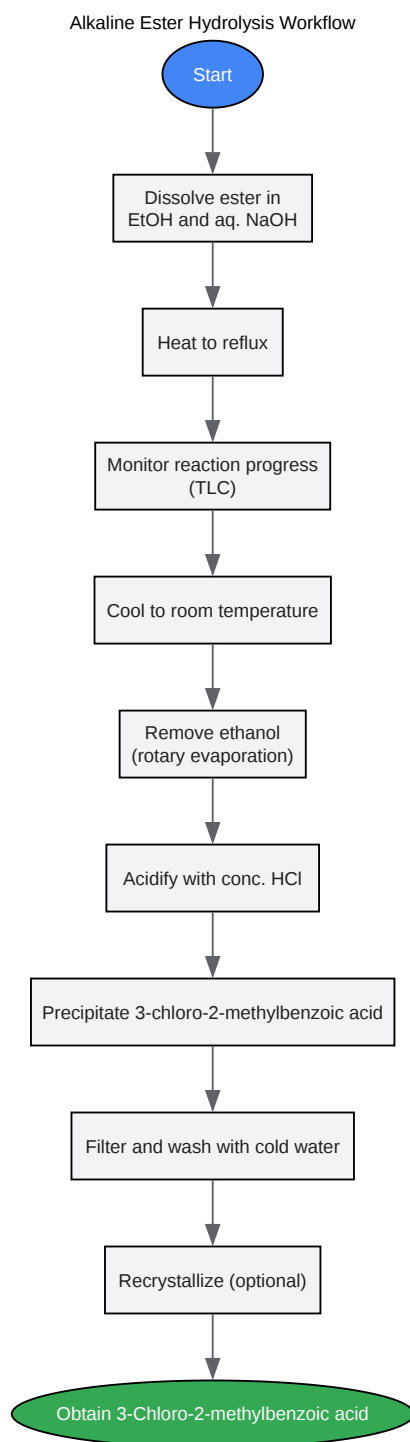 Alkaline Ester Hydrolysis Workflow
Start
Dissolve ester in
EtOH and aq. NaOH
Heat to reflux
Monitor reaction progress
(TLC)
Cool to room temperature
Remove ethanol
(rotary evaporation)
Acidify with conc. HCl
Precipitate 3-chloro-2-methylbenzoic acid
Filter and wash with cold water
Recrystallize (optional)
Obtain 3-Chloro-2-methylbenzoic acid